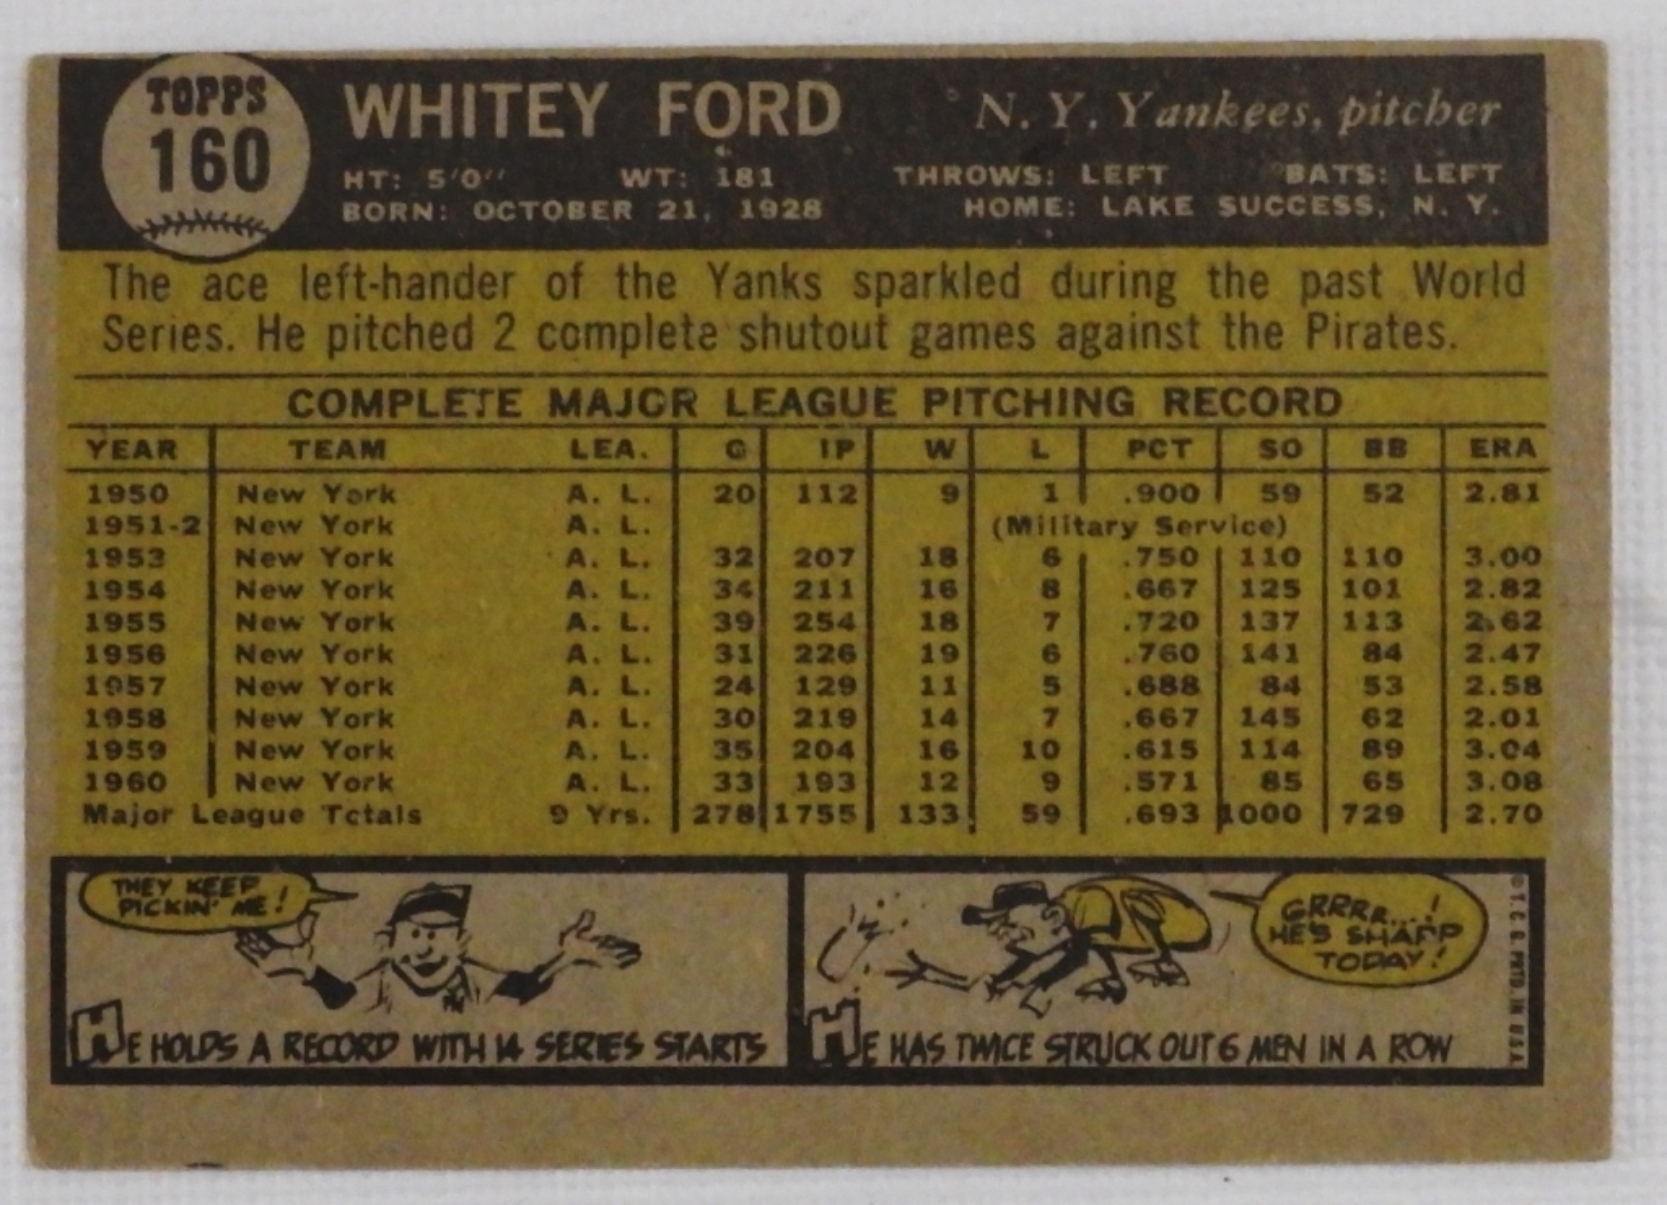 TOPPS
160
WHITEY FORD
N. Y. Yankees, pitcher
HT: 5'0" WT: 181 THROWS: LEFT BATS: LEFT
BORN: OCTOBER 21, 1928 HOME: LAKE SUCCESS, N. Y.
The ace left-hander of the Yanks sparkled during the past World
Series. He pitched 2 complete shutout games against the Pirates.
COMPLETE MAJOR LEAGUE PITCHING RECORD
YEAR TEAM LEA. G IP W L PCT SO BB ERA
1950 New York A. L. 20 112 9 1 .900 59 52 2.81
1951-2 New York A. L. (Military Service)
1953 New York A. L. 32 207 18 6 .750 110 110 3.00
1954 New York A. L. 34 211 16 8 .667 125 101 2.82
1955 New York A. L. 39 254 18 7 .720 137 113 2.62
1956 New York A. L. 31 226 19 6 .760 141 84 2.47
1957 New York A. L. 24 129 11 5 .688 84 53 2.58
1958 New York A. L. 30 219 14 7 .667 145 62 2.01
1959 New York A. L. 35 204 16 10 .615 114 89 3.04
1960 New York A. L. 33 193 12 9 .571 85 65 3.08
Major League Totals 9 Yrs. 278 1755 133 59 .693 1000 729 2.70
THEY KEEP
PICKIN' ME!
HE HOLDS A RECORD WITH 14 SERIES STARTS
GRRRR...!
HE'S SHARP
TODAY!
HE HAS TWICE STRUCK OUT 6 MEN IN A ROW
© T. C. G. PRTD. IN U.S.A.